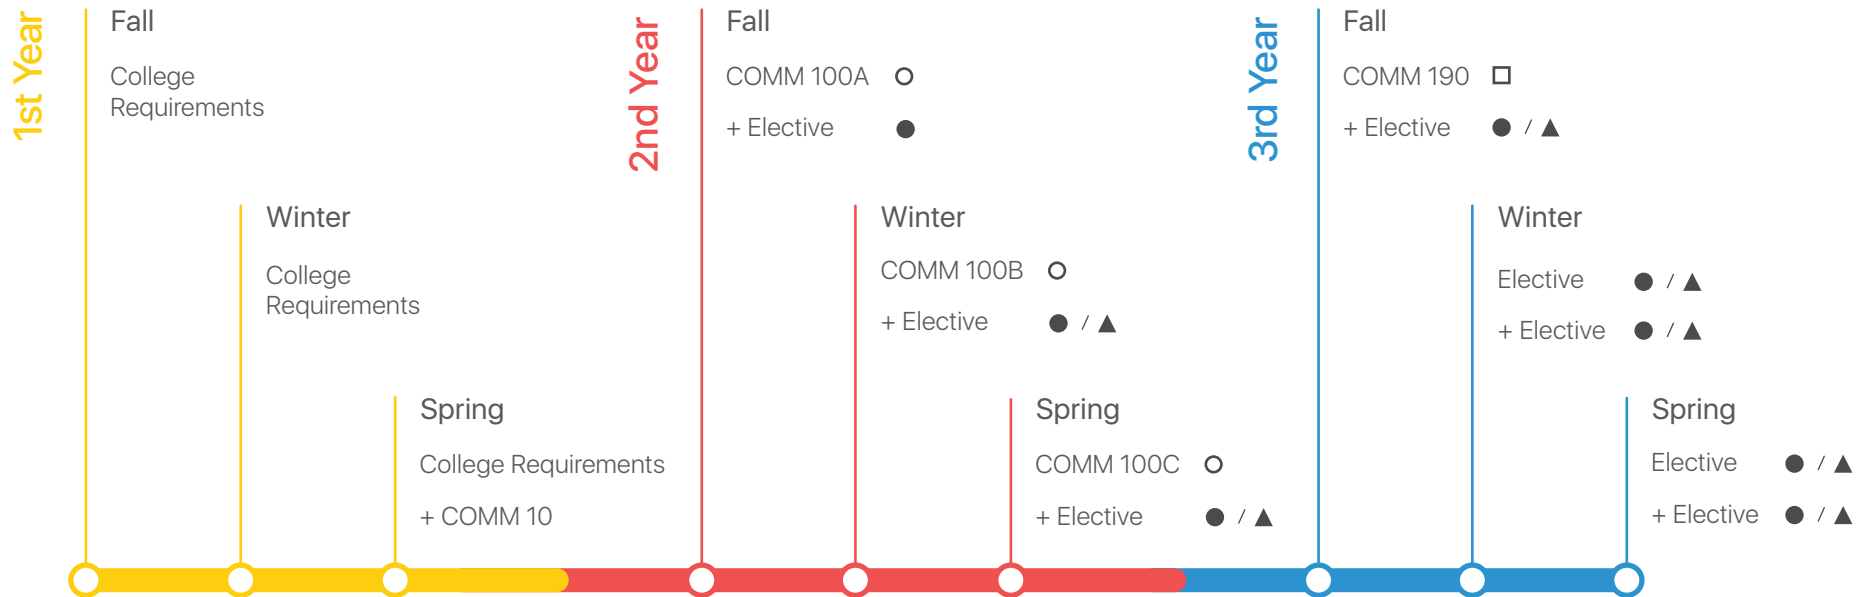 1st Year
Fall
College
Requirements
Winter
College
Requirements
Spring
College Requirements
+ COMM 10
2nd Year
Fall
COMM 100A
+ Elective
Winter
COMM 100B
+ Elective /
Spring
COMM 100C
+ Elective /
3rd Year
Fall
COMM 190
+ Elective /
Winter
Elective /
+ Elective /
Spring
Elective /
+ Elective /